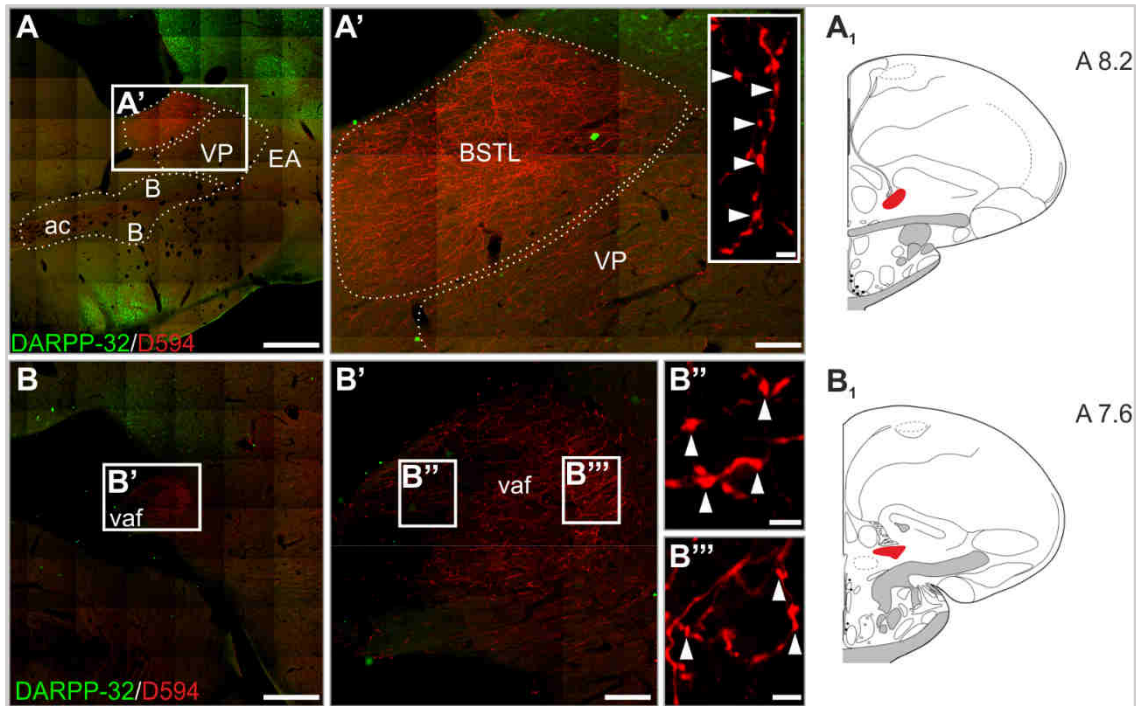 A
A'
VP
EA
B
ac
B
DARPP-32/D594
A'
BSTL
VP
A₁
A 8.2
B
B'
vaf
DARPP-32/D594
B'
B''
vaf
B'''
B''
B'''
B₁
A 7.6